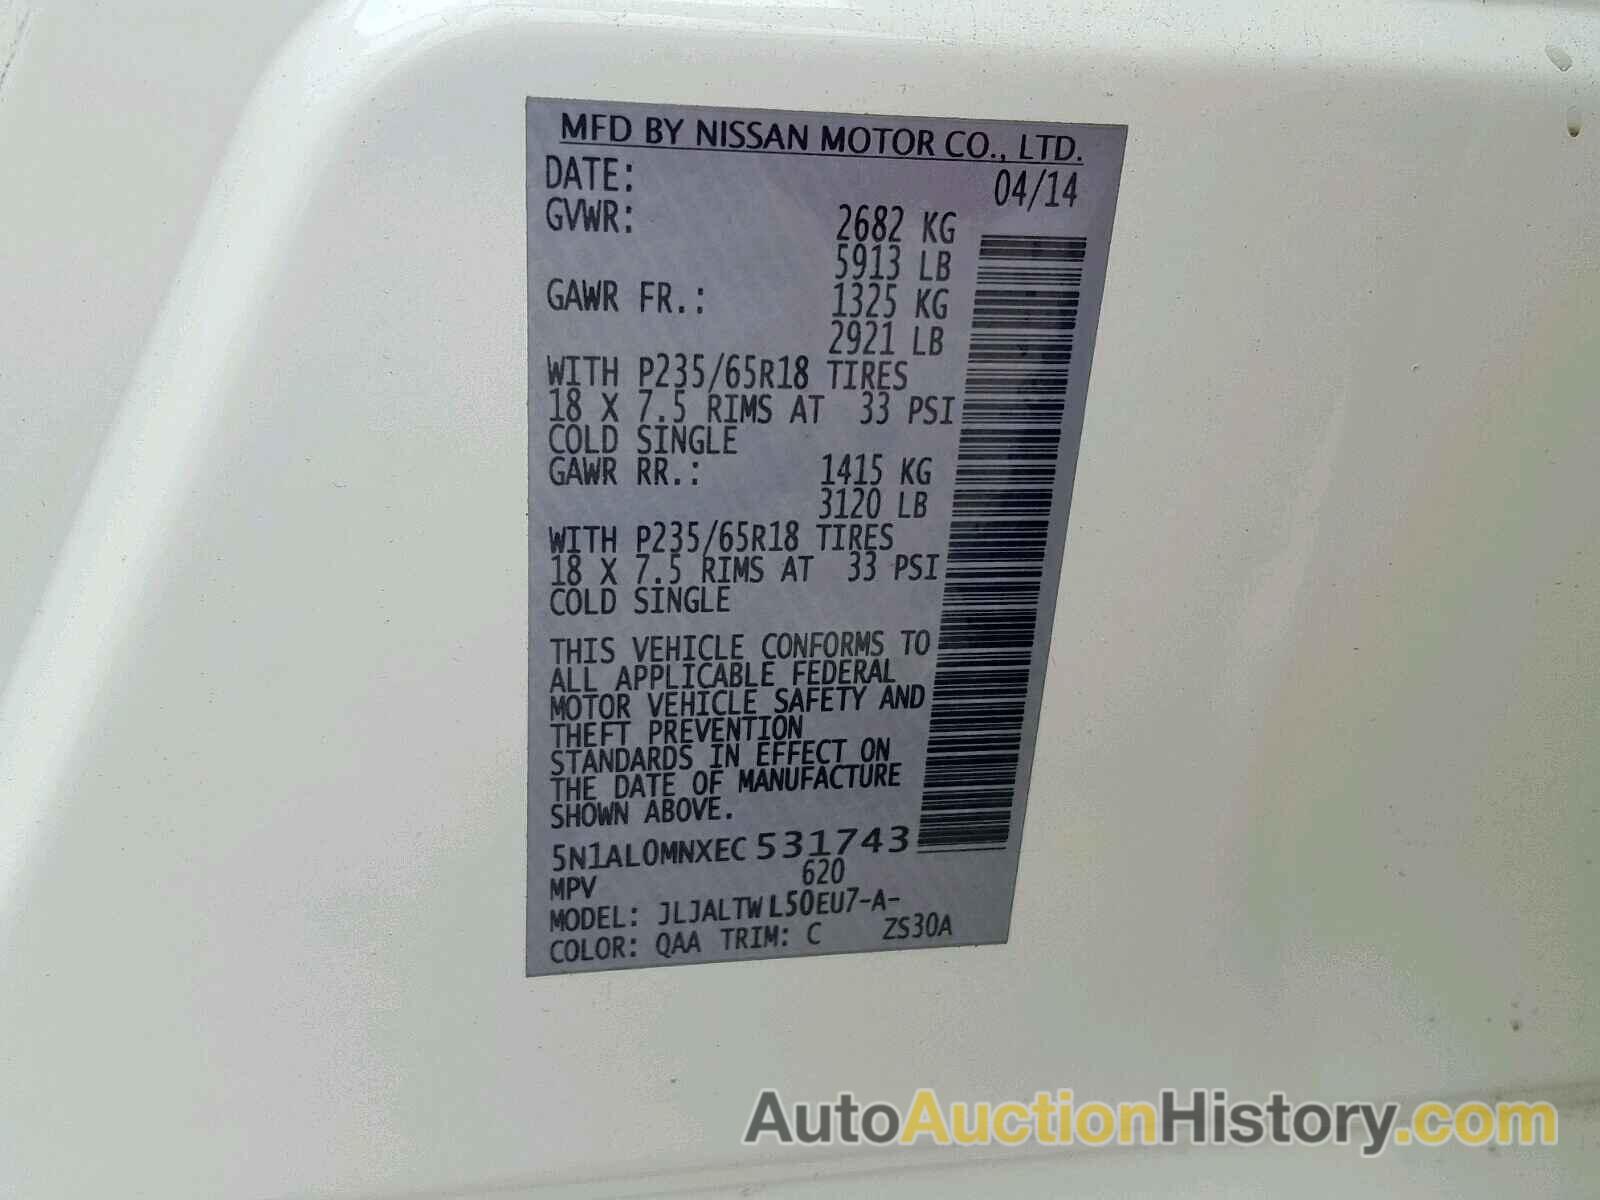 MFD BY NISSAN MOTOR CO., LTD.
DATE: 04/14
GVWR: 2682 KG
5913 LB
GAWR FR.: 1325 KG
2921 LB
WITH P235/65R18 TIRES
18 X 7.5 RIMS AT 33 PSI
COLD SINGLE
GAWR RR.: 1415 KG
3120 LB
WITH P235/65R18 TIRES
18 X 7.5 RIMS AT 33 PSI
COLD SINGLE
THIS VEHICLE CONFORMS TO
ALL APPLICABLE FEDERAL
MOTOR VEHICLE SAFETY AND
THEFT PREVENTION
STANDARDS IN EFFECT ON
THE DATE OF MANUFACTURE
SHOWN ABOVE.
5N1AL0MNXEC 531743
MPV 620
MODEL: JLJALTWL50EU7-A-
COLOR: QAA TRIM: C ZS30A
AutoAuctionHistory.com